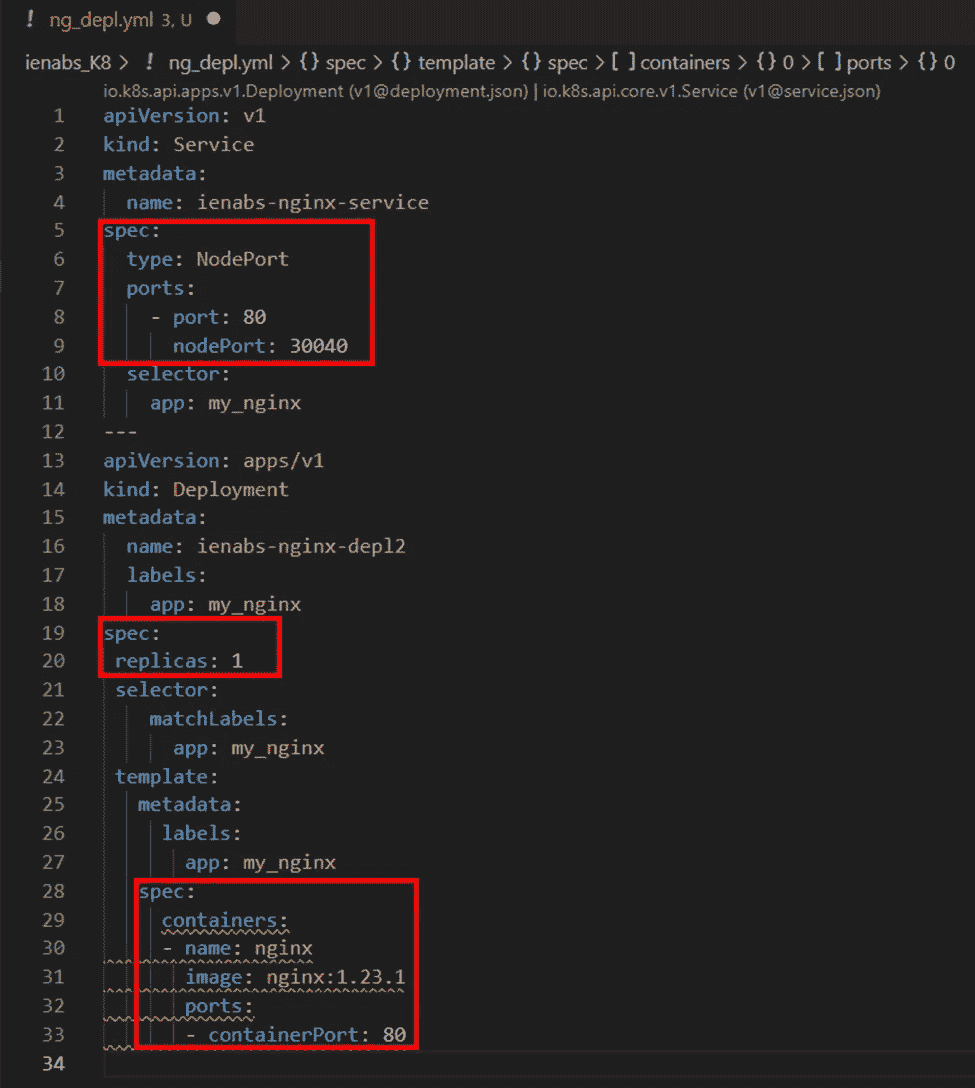 ! ng_depl.yml 3, U ●
ienabs_K8 > ! ng_depl.yml > {} spec > {} template > {} spec > [ ] containers > {} 0 > [ ] ports > {} 0
io.k8s.api.apps.v1.Deployment (v1@deployment.json) | io.k8s.api.core.v1.Service (v1@service.json)
1 apiVersion: v1
2 kind: Service
3 metadata:
4   name: ienabs-nginx-service
5 spec:
6   type: NodePort
7   ports:
8     - port: 80
9       nodePort: 30040
10   selector:
11     app: my_nginx
12 ---
13 apiVersion: apps/v1
14 kind: Deployment
15 metadata:
16   name: ienabs-nginx-depl2
17   labels:
18     app: my_nginx
19 spec:
20  replicas: 1
21  selector:
22     matchLabels:
23       app: my_nginx
24  template:
25    metadata:
26      labels:
27        app: my_nginx
28    spec:
29      containers:
30      - name: nginx
31        image: nginx:1.23.1
32        ports:
33        - containerPort: 80
34